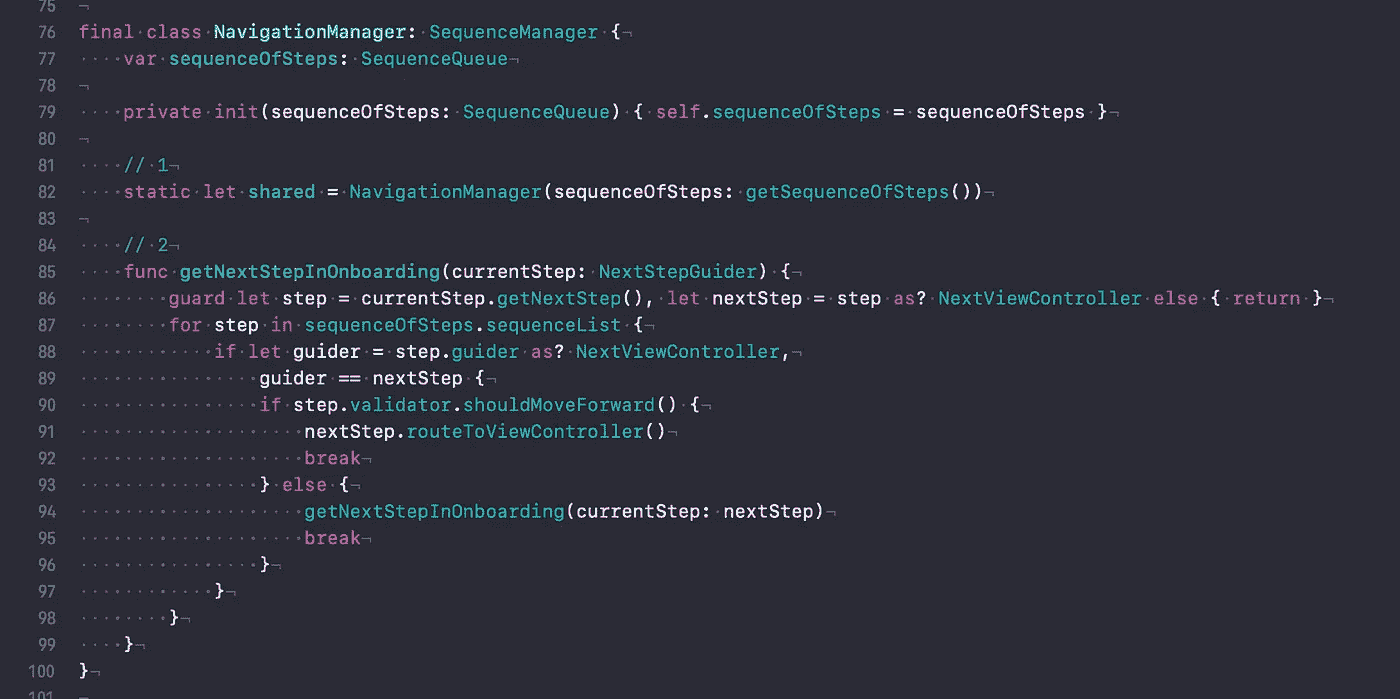 75
76 final class NavigationManager: SequenceManager {
77     var sequenceOfSteps: SequenceQueue
78
79     private init(sequenceOfSteps: SequenceQueue) { self.sequenceOfSteps = sequenceOfSteps }
80
81     // 1
82     static let shared = NavigationManager(sequenceOfSteps: getSequenceOfSteps())
83
84     // 2
85     func getNextStepInOnboarding(currentStep: NextStepGuider) {
86         guard let step = currentStep.getNextStep(), let nextStep = step as? NextViewController else { return }
87         for step in sequenceOfSteps.sequenceList {
88             if let guider = step.guider as? NextViewController,
89                 guider == nextStep {
90                 if step.validator.shouldMoveForward() {
91                     nextStep.routeToViewController()
92                     break
93                 } else {
94                     getNextStepInOnboarding(currentStep: nextStep)
95                     break
96                 }
97             }
98         }
99     }
100 }
101